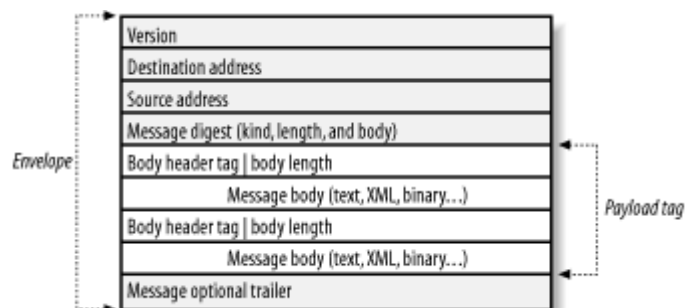 Version
Destination address
Source address
Message digest (kind, length, and body)
Envelope
Body header tag | body length
Message body (text, XML, binary...)
Payload tag
Body header tag | body length
Message body (text, XML, binary...)
Message optional trailer